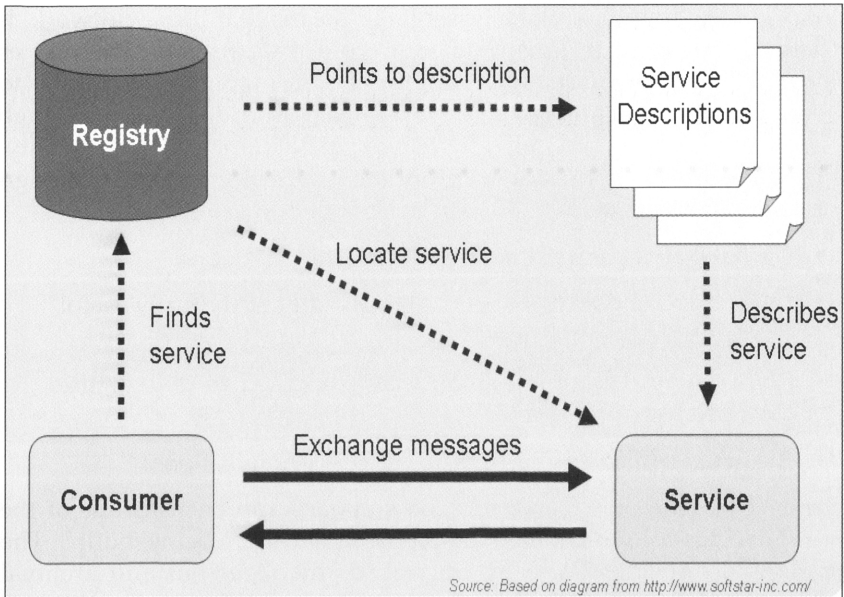 Points to description
Service
Descriptions
Registry
Locate service
Finds
service
Describes
service
Exchange messages
Consumer
Service
Source: Based on diagram from http://www.softstar-inc.com/